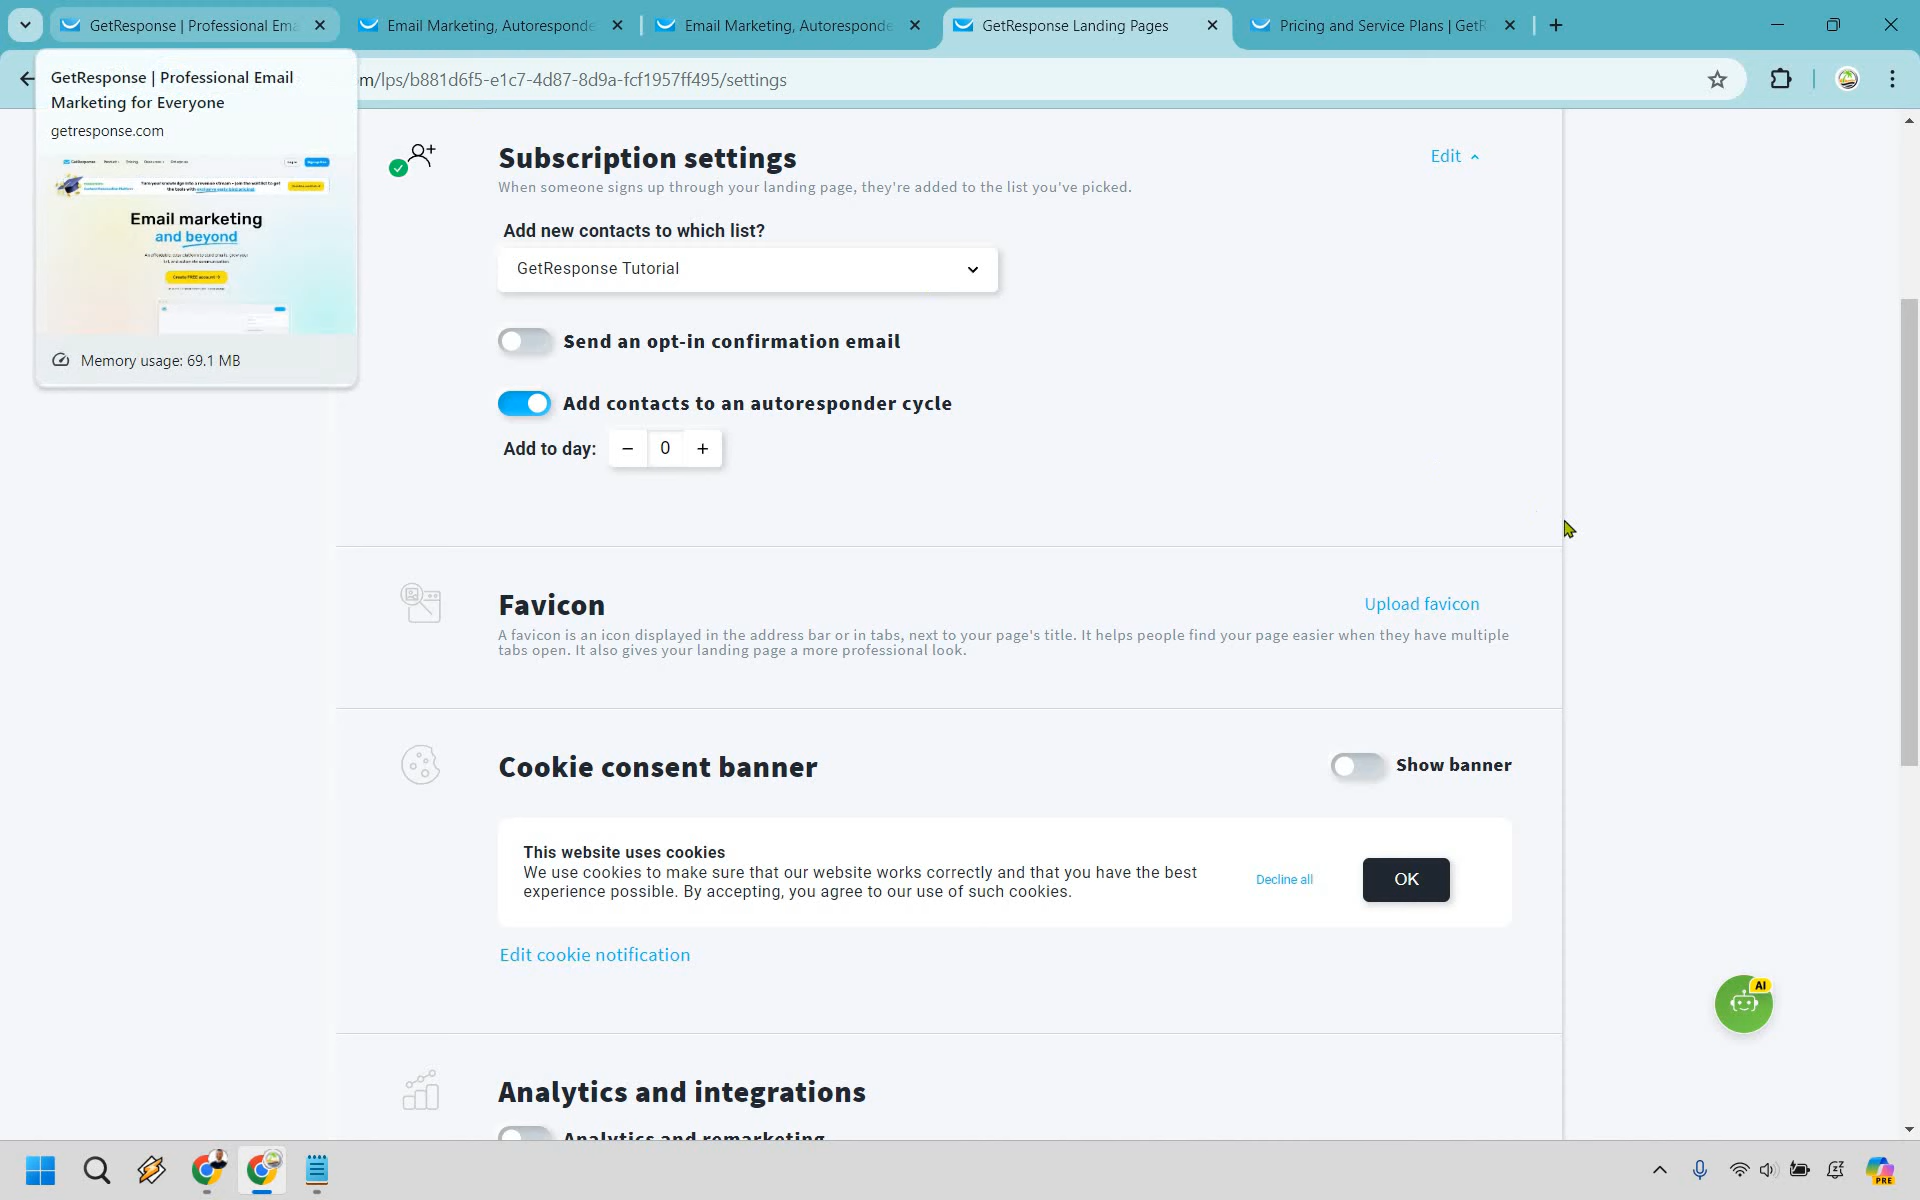 GetResponse | Professional Ema
Email Marketing, Autoresponde
Email Marketing, Autoresponde
GetResponse Landing Pages
Pricing and Service Plans | GetR
m/lps/b881d6f5-e1c7-4d87-8d9a-fcf1957ff495/settings
GetResponse | Professional Email
Marketing for Everyone
getresponse.com
GetResponse
Email marketing
and beyond
Create FREE account
Memory usage: 69.1 MB
Subscription settings
Edit
When someone signs up through your landing page, they're added to the list you've picked.
Add new contacts to which list?
GetResponse Tutorial
Send an opt-in confirmation email
Add contacts to an autoresponder cycle
Add to day: − 0 +
Favicon
Upload favicon
A favicon is an icon displayed in the address bar or in tabs, next to your page's title. It helps people find your page easier when they have multiple
tabs open. It also gives your landing page a more professional look.
Cookie consent banner
Show banner
This website uses cookies
We use cookies to make sure that our website works correctly and that you have the best
experience possible. By accepting, you agree to our use of such cookies.
Decline all
OK
Edit cookie notification
AI
Analytics and integrations
Analytics and remarketing
PRE